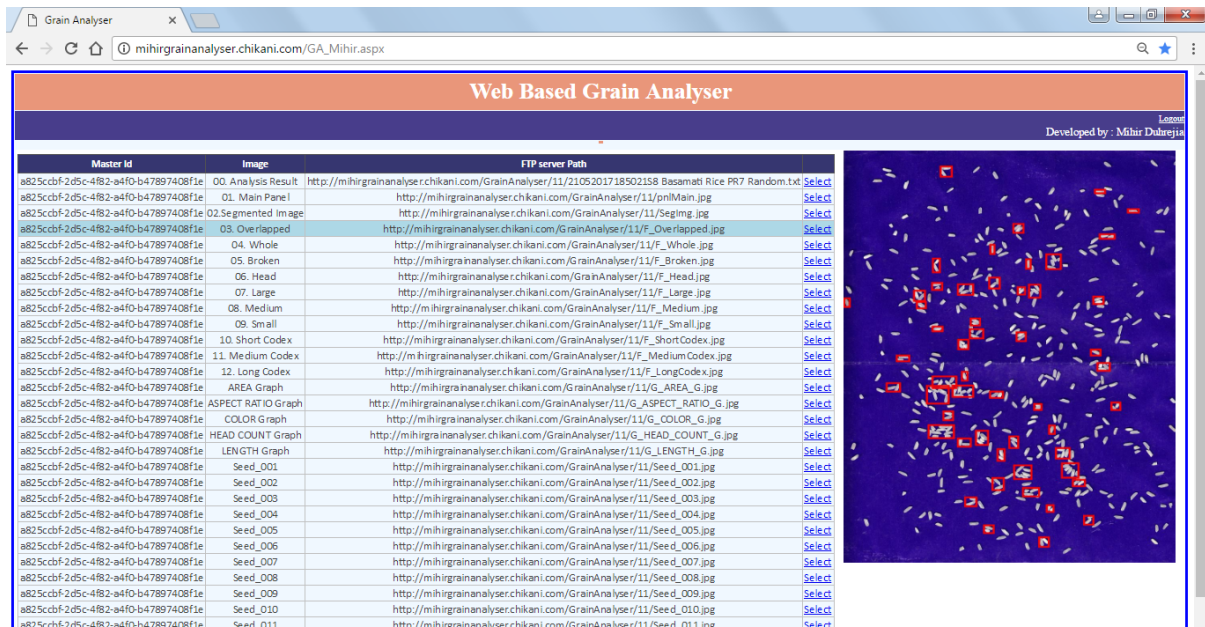 Grain Analyser
mihirgrainanalyser.chikani.com/GA_Mihir.aspx
Web Based Grain Analyser
Logout
Developed by : Mihir Duhrejia
Master Id Image FTP server Path
a825ccbf-2d5c-4f82-a4f0-b47897408f1e 00. Analysis Result http://mihirgrainanalyser.chikani.com/GrainAnalyser/11/21052017185021S8 Basamati Rice PR7 Random.txt Select
a825ccbf-2d5c-4f82-a4f0-b47897408f1e 01. Main Panel http://mihirgrainanalyser.chikani.com/GrainAnalyser/11/pnlMain.jpg Select
a825ccbf-2d5c-4f82-a4f0-b47897408f1e 02.Segmented Image http://mihirgrainanalyser.chikani.com/GrainAnalyser/11/SegImg.jpg Select
a825ccbf-2d5c-4f82-a4f0-b47897408f1e 03. Overlapped http://mihirgrainanalyser.chikani.com/GrainAnalyser/11/F_Overlapped.jpg Select
a825ccbf-2d5c-4f82-a4f0-b47897408f1e 04. Whole http://mihirgrainanalyser.chikani.com/GrainAnalyser/11/F_Whole.jpg Select
a825ccbf-2d5c-4f82-a4f0-b47897408f1e 05. Broken http://mihirgrainanalyser.chikani.com/GrainAnalyser/11/F_Broken.jpg Select
a825ccbf-2d5c-4f82-a4f0-b47897408f1e 06. Head http://mihirgrainanalyser.chikani.com/GrainAnalyser/11/F_Head.jpg Select
a825ccbf-2d5c-4f82-a4f0-b47897408f1e 07. Large http://mihirgrainanalyser.chikani.com/GrainAnalyser/11/F_Large.jpg Select
a825ccbf-2d5c-4f82-a4f0-b47897408f1e 08. Medium http://mihirgrainanalyser.chikani.com/GrainAnalyser/11/F_Medium.jpg Select
a825ccbf-2d5c-4f82-a4f0-b47897408f1e 09. Small http://mihirgrainanalyser.chikani.com/GrainAnalyser/11/F_Small.jpg Select
a825ccbf-2d5c-4f82-a4f0-b47897408f1e 10. Short Codex http://mihirgrainanalyser.chikani.com/GrainAnalyser/11/F_ShortCodex.jpg Select
a825ccbf-2d5c-4f82-a4f0-b47897408f1e 11. Medium Codex http://mihirgrainanalyser.chikani.com/GrainAnalyser/11/F_MediumCodex.jpg Select
a825ccbf-2d5c-4f82-a4f0-b47897408f1e 12. Long Codex http://mihirgrainanalyser.chikani.com/GrainAnalyser/11/F_LongCodex.jpg Select
a825ccbf-2d5c-4f82-a4f0-b47897408f1e AREA Graph http://mihirgrainanalyser.chikani.com/GrainAnalyser/11/G_AREA_G.jpg Select
a825ccbf-2d5c-4f82-a4f0-b47897408f1e ASPECT RATIO Graph http://mihirgrainanalyser.chikani.com/GrainAnalyser/11/G_ASPECT_RATIO_G.jpg Select
a825ccbf-2d5c-4f82-a4f0-b47897408f1e COLOR Graph http://mihirgrainanalyser.chikani.com/GrainAnalyser/11/G_COLOR_G.jpg Select
a825ccbf-2d5c-4f82-a4f0-b47897408f1e HEAD COUNT Graph http://mihirgrainanalyser.chikani.com/GrainAnalyser/11/G_HEAD_COUNT_G.jpg Select
a825ccbf-2d5c-4f82-a4f0-b47897408f1e LENGTH Graph http://mihirgrainanalyser.chikani.com/GrainAnalyser/11/G_LENGTH_G.jpg Select
a825ccbf-2d5c-4f82-a4f0-b47897408f1e Seed_001 http://mihirgrainanalyser.chikani.com/GrainAnalyser/11/Seed_001.jpg Select
a825ccbf-2d5c-4f82-a4f0-b47897408f1e Seed_002 http://mihirgrainanalyser.chikani.com/GrainAnalyser/11/Seed_002.jpg Select
a825ccbf-2d5c-4f82-a4f0-b47897408f1e Seed_003 http://mihirgrainanalyser.chikani.com/GrainAnalyser/11/Seed_003.jpg Select
a825ccbf-2d5c-4f82-a4f0-b47897408f1e Seed_004 http://mihirgrainanalyser.chikani.com/GrainAnalyser/11/Seed_004.jpg Select
a825ccbf-2d5c-4f82-a4f0-b47897408f1e Seed_005 http://mihirgrainanalyser.chikani.com/GrainAnalyser/11/Seed_005.jpg Select
a825ccbf-2d5c-4f82-a4f0-b47897408f1e Seed_006 http://mihirgrainanalyser.chikani.com/GrainAnalyser/11/Seed_006.jpg Select
a825ccbf-2d5c-4f82-a4f0-b47897408f1e Seed_007 http://mihirgrainanalyser.chikani.com/GrainAnalyser/11/Seed_007.jpg Select
a825ccbf-2d5c-4f82-a4f0-b47897408f1e Seed_008 http://mihirgrainanalyser.chikani.com/GrainAnalyser/11/Seed_008.jpg Select
a825ccbf-2d5c-4f82-a4f0-b47897408f1e Seed_009 http://mihirgrainanalyser.chikani.com/GrainAnalyser/11/Seed_009.jpg Select
a825ccbf-2d5c-4f82-a4f0-b47897408f1e Seed_010 http://mihirgrainanalyser.chikani.com/GrainAnalyser/11/Seed_010.jpg Select
a825ccbf-2d5c-4f82-a4f0-b47897408f1e Seed_011 http://mihirgrainanalyser.chikani.com/GrainAnalyser/11/Seed_011.jpg Select